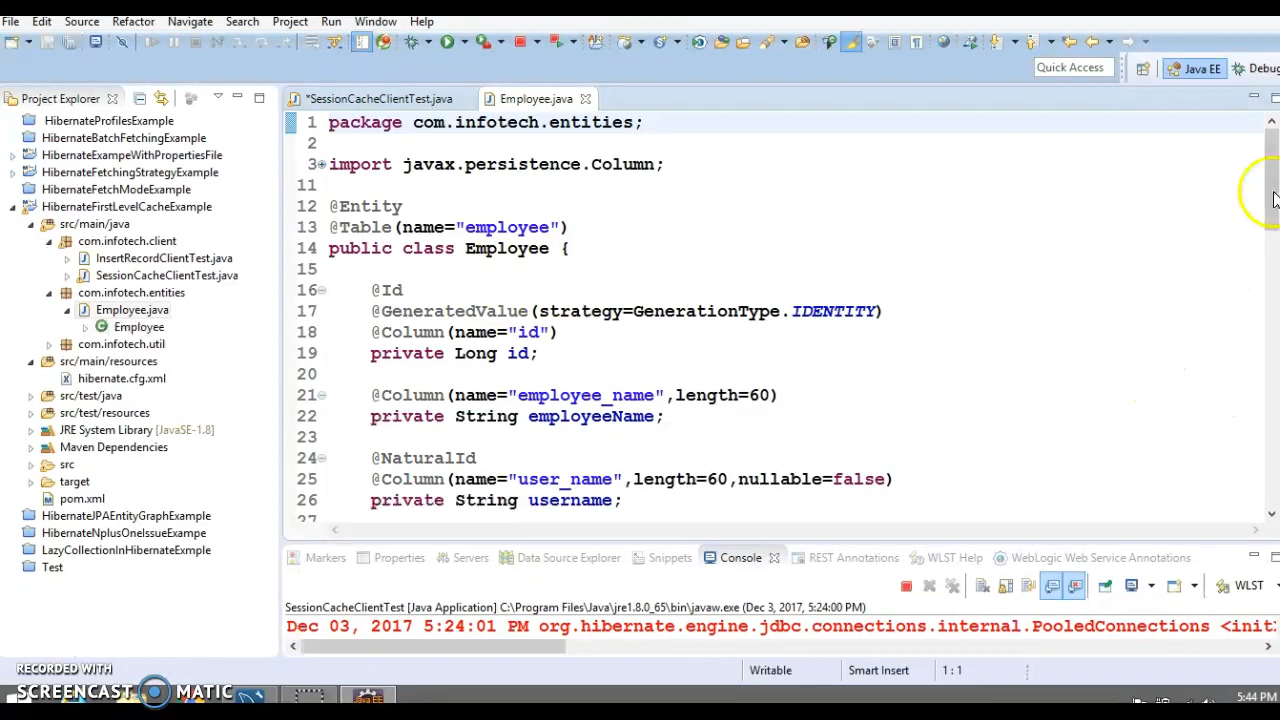 File Edit Source Refactor Navigate Search Project Run Window Help
Quick Access
Java EE
Debug
Project Explorer
*SessionCacheClientTest.java
Employee.java
HibernateProfilesExample
HibernateBatchFetchingExample
HibernateExampeWithPropertiesFile
HibernateFetchingStrategyExample
HibernateFetchModeExample
HibernateFirstLevelCacheExample
src/main/java
com.infotech.client
InsertRecordClientTest.java
SessionCacheClientTest.java
com.infotech.entities
Employee.java
Employee
com.infotech.util
src/main/resources
hibernate.cfg.xml
src/test/java
src/test/resources
JRE System Library [JavaSE-1.8]
Maven Dependencies
src
target
pom.xml
HibernateJPAEntityGraphExample
HibernateNplusOneIssueExampe
LazyCollectionInHibernateExmple
Test
1 package com.infotech.entities;
2
3 import javax.persistence.Column;
11
12 @Entity
13 @Table(name="employee")
14 public class Employee {
15
16 @Id
17 @GeneratedValue(strategy=GenerationType.IDENTITY)
18 @Column(name="id")
19 private Long id;
20
21 @Column(name="employee_name",length=60)
22 private String employeeName;
23
24 @NaturalId
25 @Column(name="user_name",length=60,nullable=false)
26 private String username;
27
Markers Properties Servers Data Source Explorer Snippets Console REST Annotations WLST Help WebLogic Web Service Annotations
WLST
SessionCacheClientTest [Java Application] C:\Program Files\Java\jre1.8.0_65\bin\javaw.exe (Dec 3, 2017, 5:24:00 PM)
Dec 03, 2017 5:24:01 PM org.hibernate.engine.jdbc.connections.internal.PooledConnections <init>
Writable Smart Insert 1 : 1
RECORDED WITH
SCREENCAST MATIC
5:44 PM